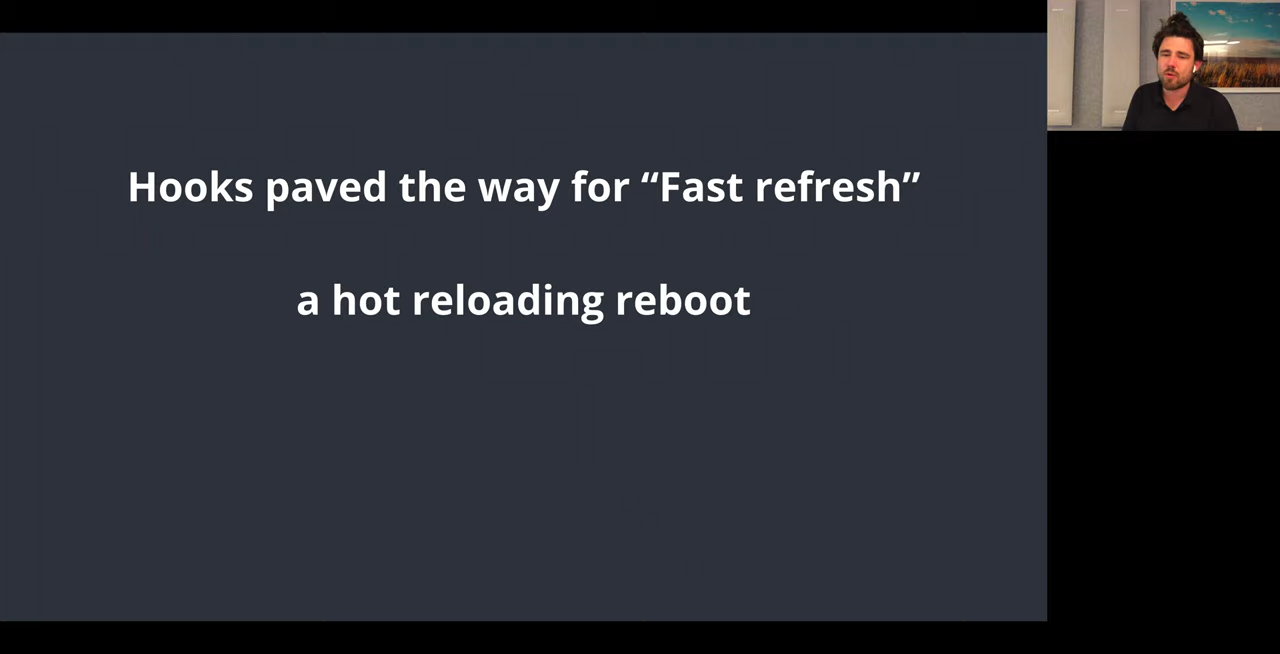 Hooks paved the way for “Fast refresh”
a hot reloading reboot